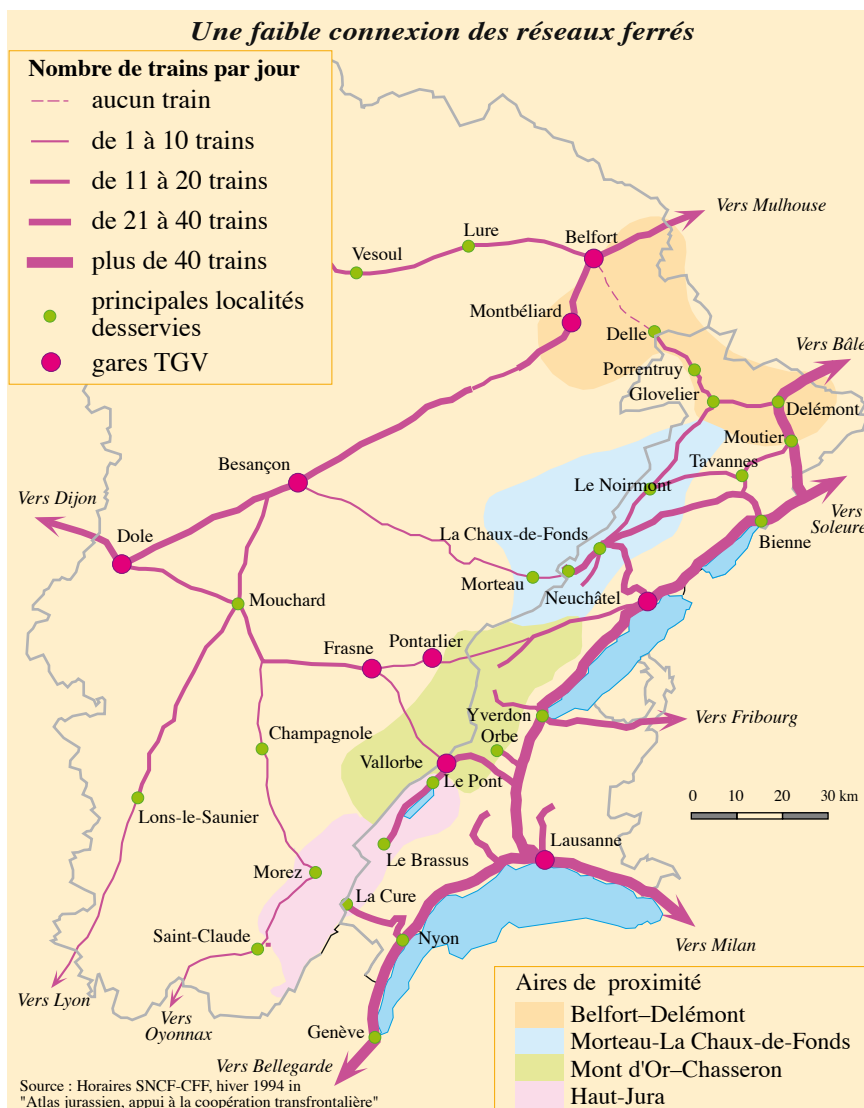 Une faible connexion des réseaux ferrés
Nombre de trains par jour
aucun train
de 1 à 10 trains
de 11 à 20 trains
de 21 à 40 trains
plus de 40 trains
principales localités
desservies
gares TGV
Vers Mulhouse
Lure
Belfort
Vesoul
Montbéliard
Delle
Vers Bâle
Porrentruy
Glovelier
Delémont
Moutier
Besançon
Tavannes
Vers Dijon
Le Noirmont
Vers
Soleure
Dole
La Chaux-de-Fonds
Bienne
Morteau
Neuchâtel
Mouchard
Pontarlier
Frasne
Yverdon
Vers Fribourg
Orbe
Champagnole
Vallorbe
Le Pont
0 10 20 30 km
Lons-le-Saunier
Lausanne
Le Brassus
Morez
La Cure
Saint-Claude
Nyon
Vers Milan
Vers Lyon
Vers
Oyonnax
Genève
Vers Bellegarde
Aires de proximité
Belfort–Delémont
Morteau-La Chaux-de-Fonds
Mont d'Or–Chasseron
Haut-Jura
Source : Horaires SNCF-CFF, hiver 1994 in
"Atlas jurassien, appui à la coopération transfrontalière"